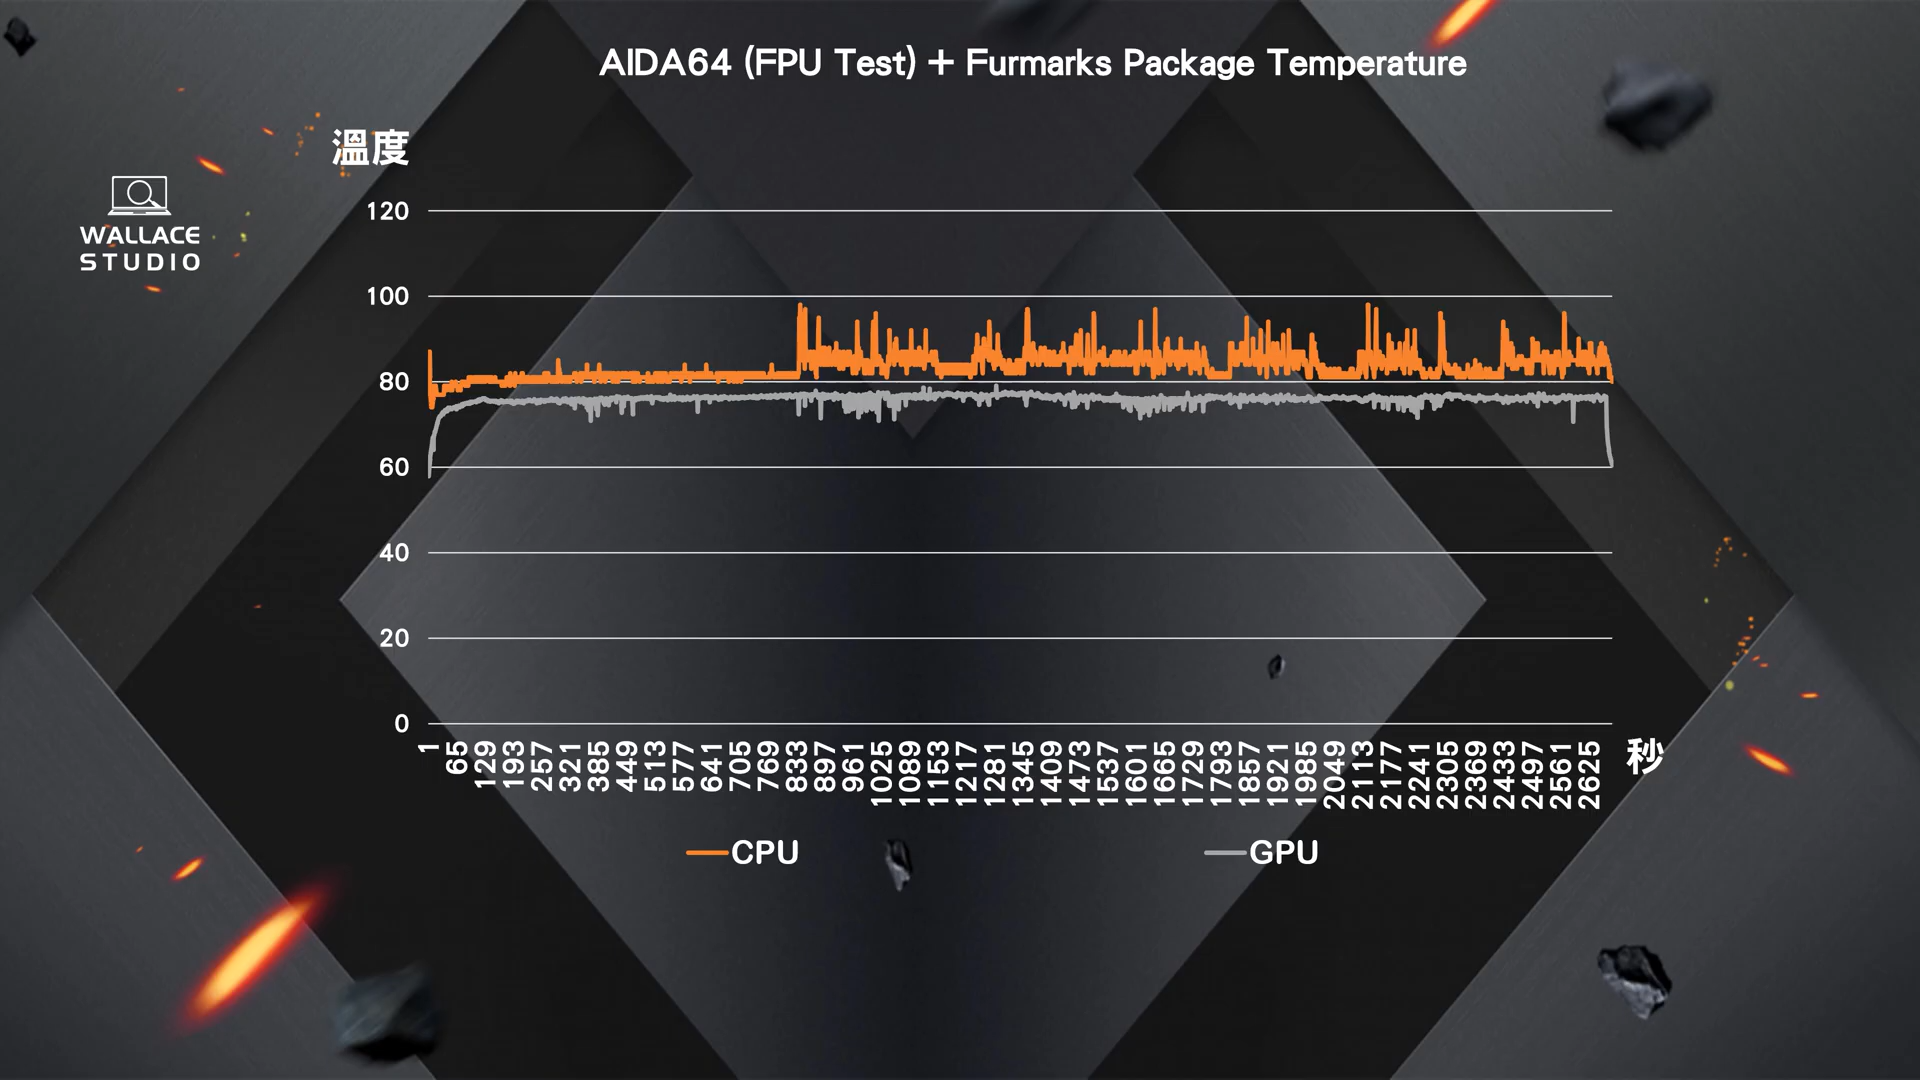 AIDA64 (FPU Test) + Furmarks Package Temperature
溫度
WALLACE
STUDIO
120
100
80
60
40
20
0
1 65 129 193 257 321 385 449 513 577 641 705 769 833 897 961 1025 1089 1153 1217 1281 1345 1409 1473 1537 1601 1665 1729 1793 1857 1921 1985 2049 2113 2177 2241 2305 2369 2433 2497 2561 2625
秒
CPU GPU